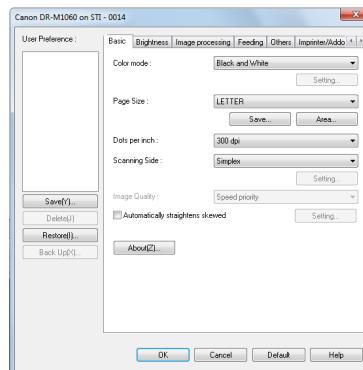 Canon DR-M1060 on STI - 0014
User Preference :
Basic Brightness Image processing Feeding Others Imprinter/Addo
Color mode : Black and White
Setting...
Page Size : LETTER
Save... Area...
Dots per inch : 300 dpi
Scanning Side : Simplex
Setting...
Image Quality : Speed priority
Automatically straightens skewed Setting...
About(Z)...
Save(Y)...
Delete(J)
Restore(I)...
Back Up(X)...
OK Cancel Default Help